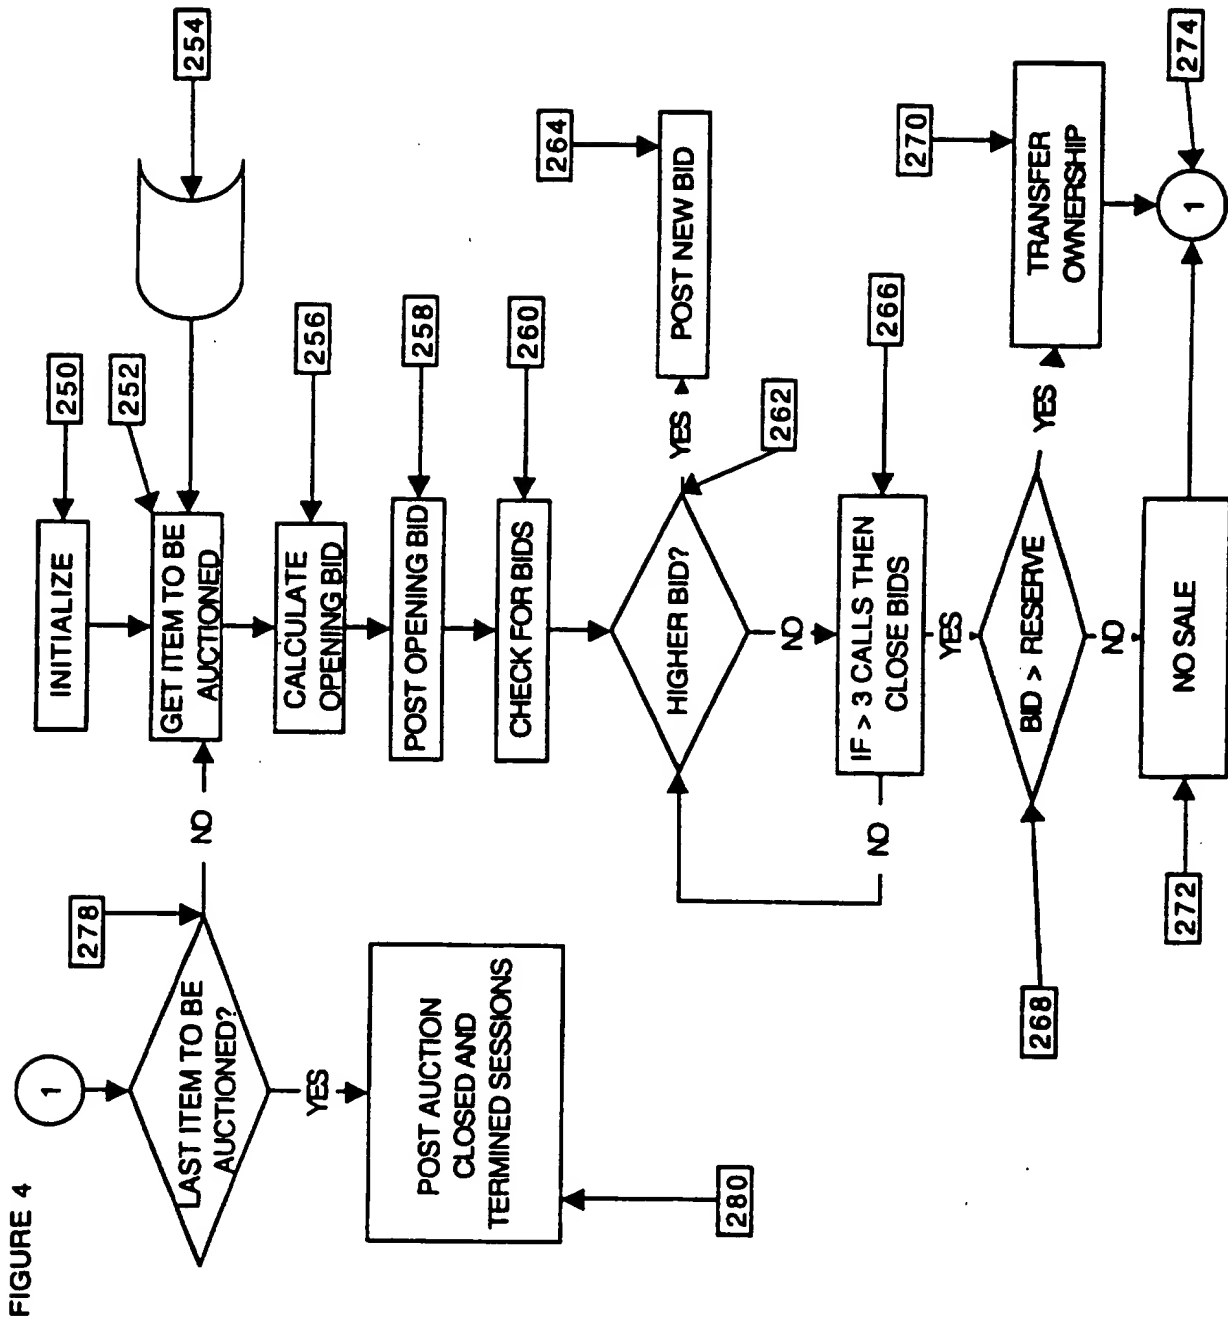 FIGURE 4
1
278
LAST ITEM TO BE
AUCTIONED?
NO
YES
POST AUCTION
CLOSED AND
TERMINED SESSIONS
280
250
INITIALIZE
252
254
GET ITEM TO BE
AUCTIONED
256
CALCULATE
OPENING BID
258
POST OPENING BID
260
CHECK FOR BIDS
HIGHER BID?
262
YES
264
POST NEW BID
NO
266
IF > 3 CALLS THEN
CLOSE BIDS
NO
YES
268
BID > RESERVE
YES
270
TRANSFER
OWNERSHIP
NO
272
NO SALE
274
1